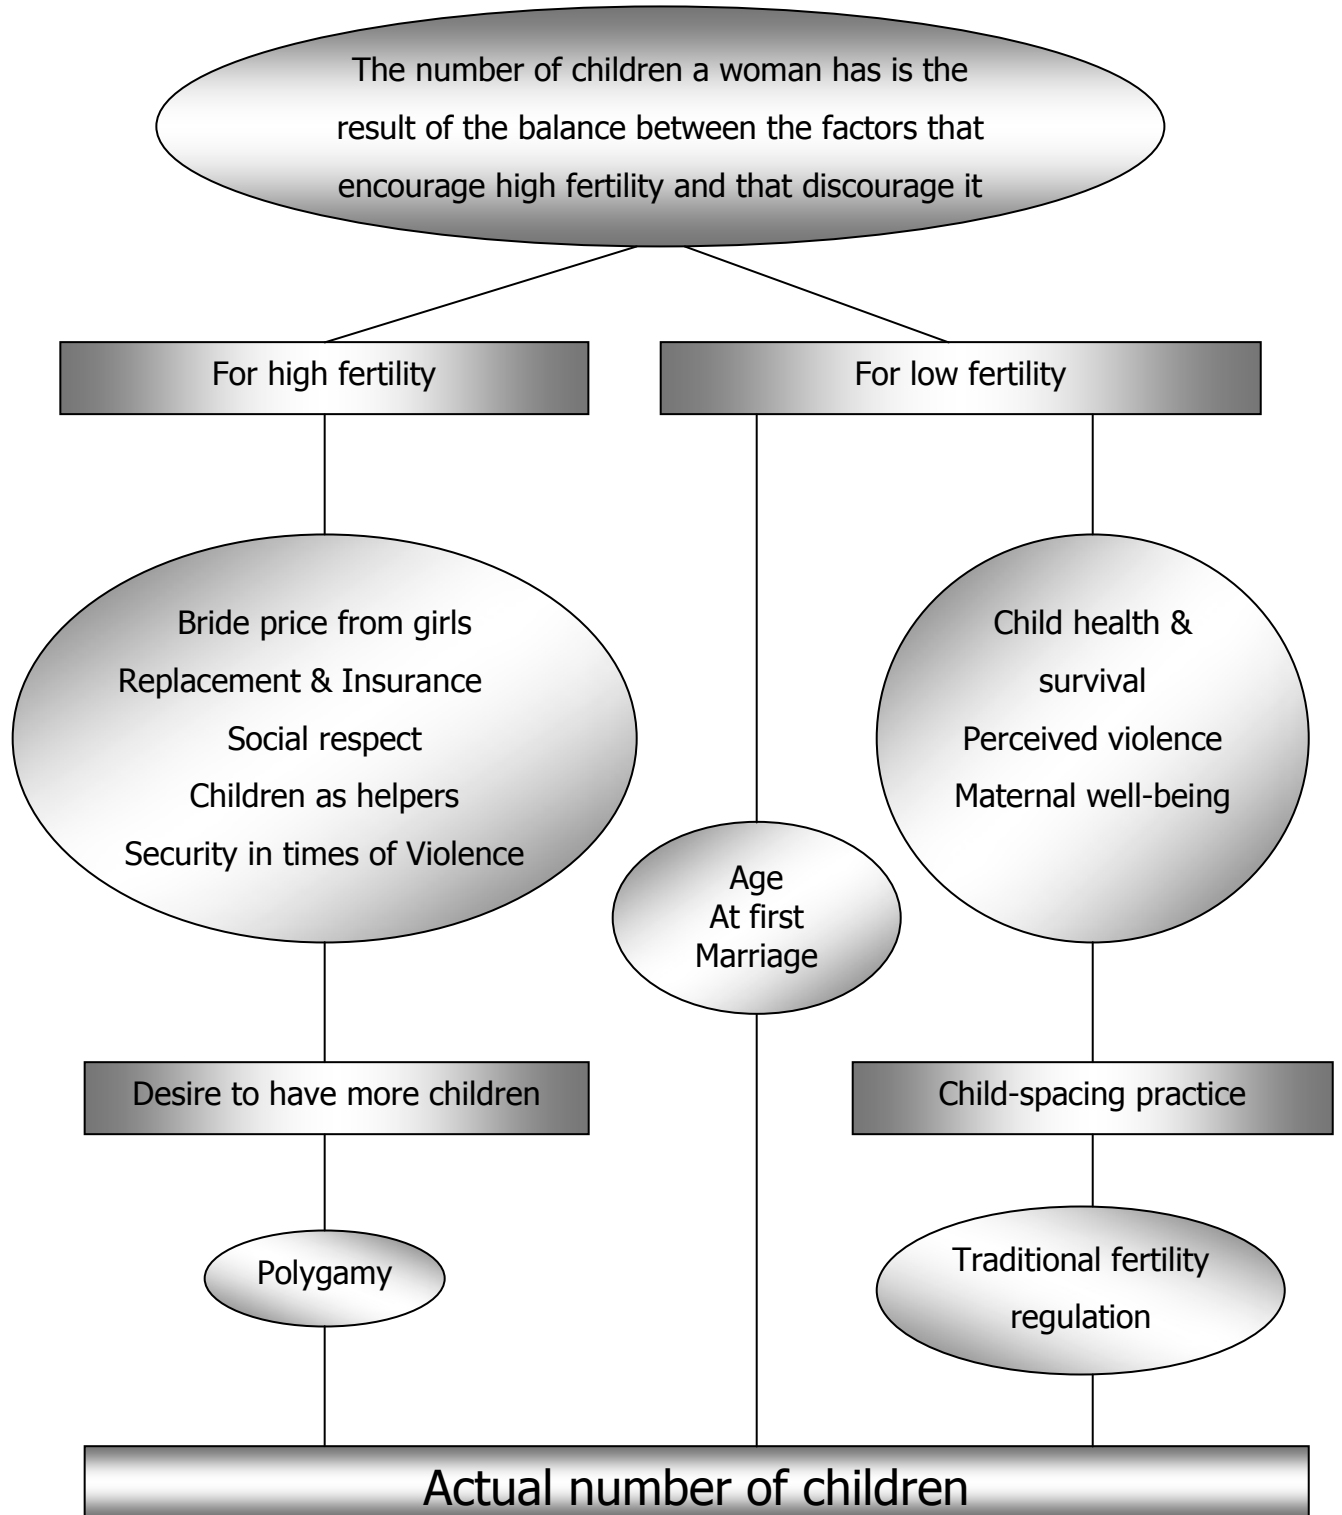 The number of children a woman has is the
result of the balance between the factors that
encourage high fertility and that discourage it
For high fertility
For low fertility
Bride price from girls
Replacement & Insurance
Social respect
Children as helpers
Security in times of Violence
Age
At first
Marriage
Child health &
survival
Perceived violence
Maternal well-being
Desire to have more children
Child-spacing practice
Polygamy
Traditional fertility
regulation
Actual number of children